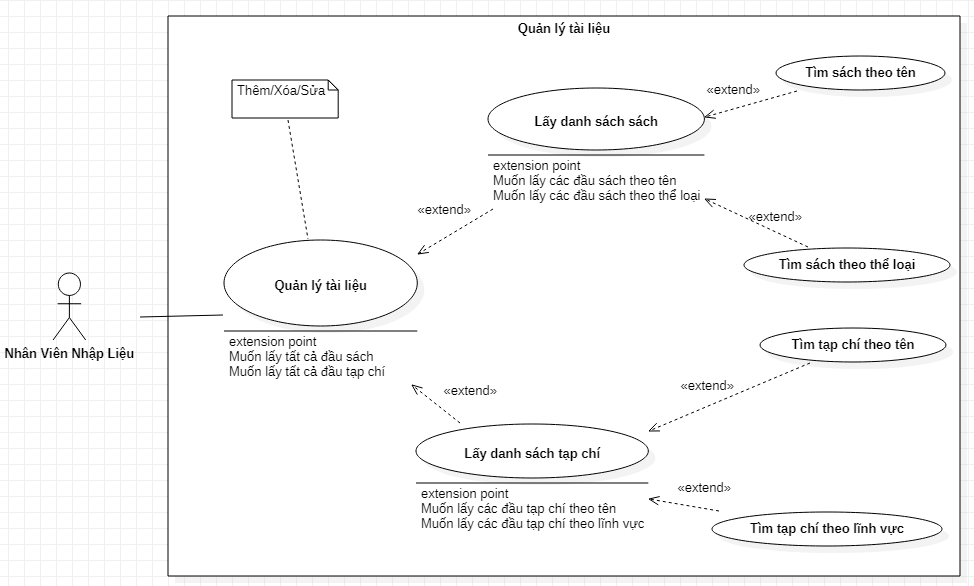 Quản lý tài liệu
Thêm/Xóa/Sửa
Tìm sách theo tên
«extend»
Lấy danh sách sách
extension point
Muốn lấy các đầu sách theo tên
Muốn lấy các đầu sách theo thể loại
«extend»
«extend»
Tìm sách theo thể loại
Quản lý tài liệu
extension point
Muốn lấy tất cả đầu sách
Muốn lấy tất cả đầu tạp chí
Nhân Viên Nhập Liệu
Tìm tạp chí theo tên
«extend»
«extend»
Lấy danh sách tạp chí
extension point
Muốn lấy các đầu tạp chí theo tên
Muốn lấy các đầu tạp chí theo lĩnh vực
«extend»
Tìm tạp chí theo lĩnh vực